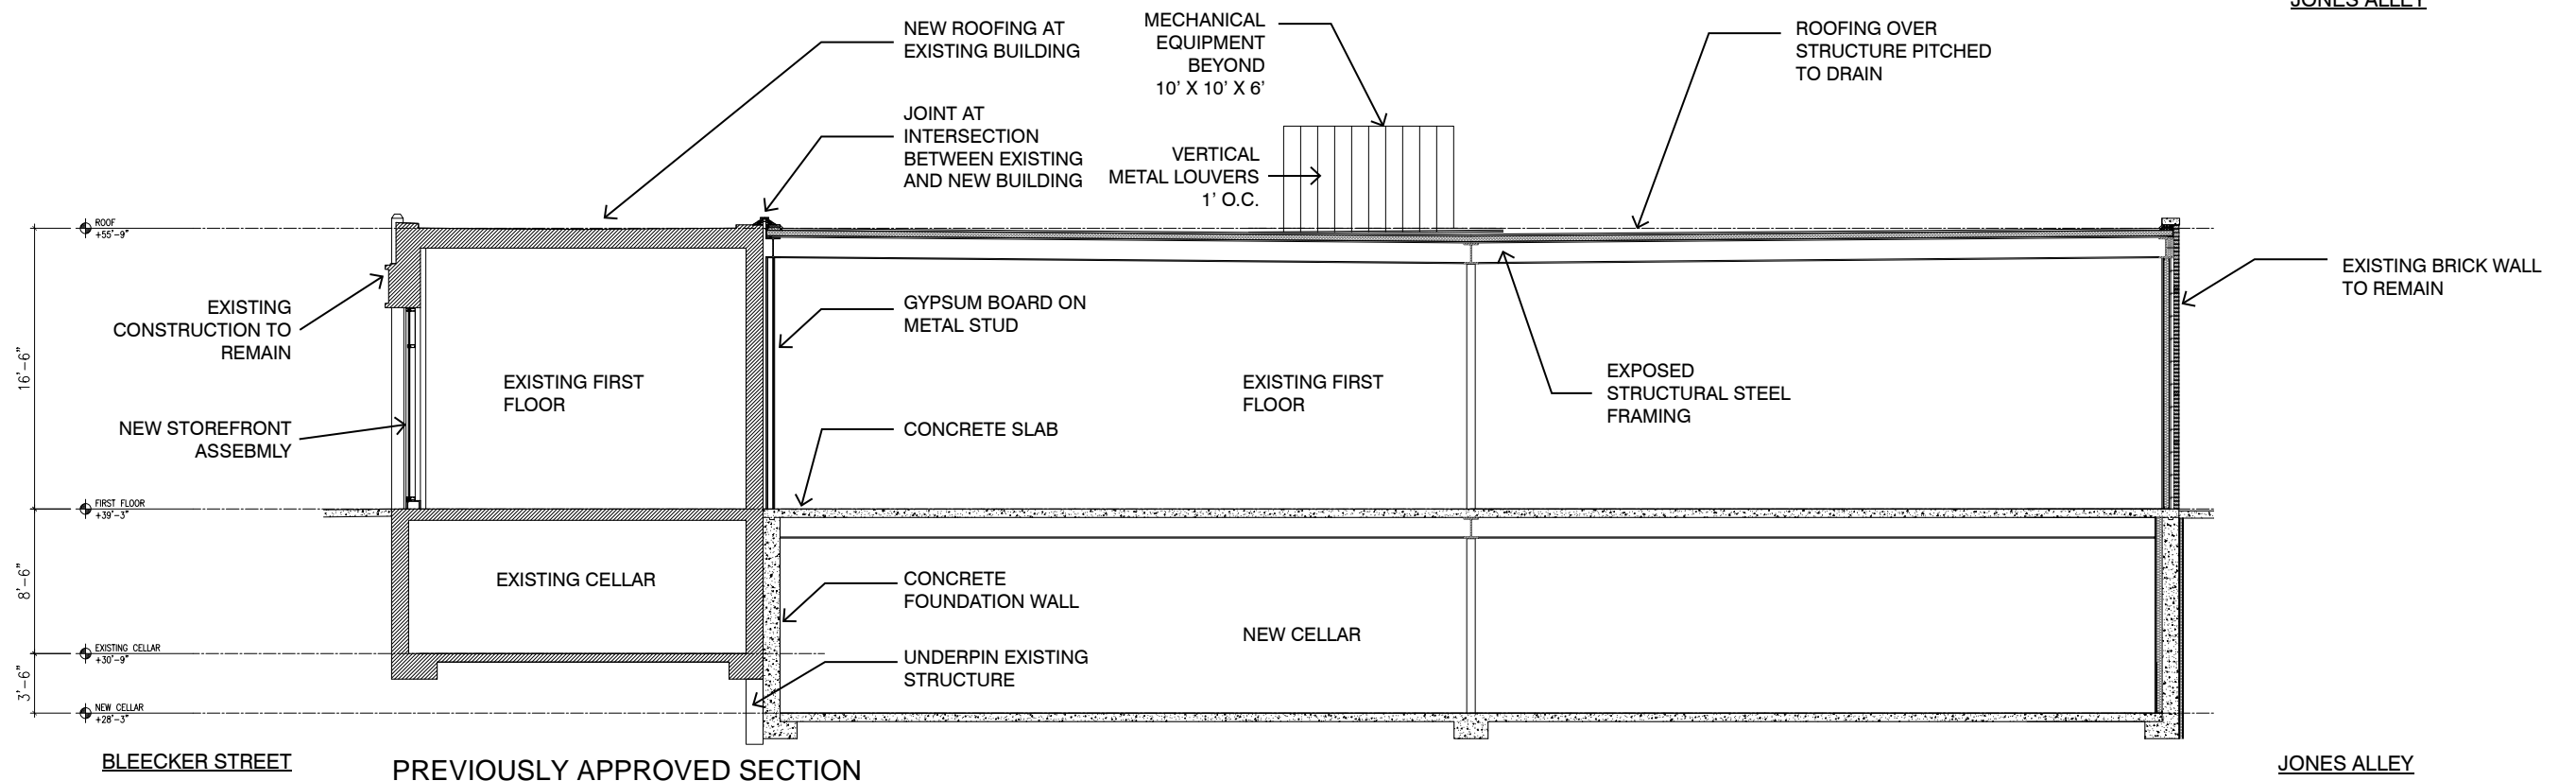 JONES ALLEY
NEW ROOFING AT
EXISTING BUILDING
MECHANICAL
EQUIPMENT
BEYOND
10’ X 10’ X 6’
ROOFING OVER
STRUCTURE PITCHED
TO DRAIN
JOINT AT
INTERSECTION
BETWEEN EXISTING
AND NEW BUILDING
VERTICAL
METAL LOUVERS
1’ O.C.
ROOF
+55'-9"
16'-6"
EXISTING
CONSTRUCTION TO
REMAIN
GYPSUM BOARD ON
METAL STUD
EXISTING BRICK WALL
TO REMAIN
EXISTING FIRST
FLOOR
EXISTING FIRST
FLOOR
EXPOSED
STRUCTURAL STEEL
FRAMING
NEW STOREFRONT
ASSEBMLY
CONCRETE SLAB
FIRST FLOOR
+39'-3"
8'-6"
EXISTING CELLAR
CONCRETE
FOUNDATION WALL
NEW CELLAR
EXISTING CELLAR
+30'-9"
UNDERPIN EXISTING
STRUCTURE
3'-6"
NEW CELLAR
+28'-3"
BLEECKER STREET
PREVIOUSLY APPROVED SECTION
JONES ALLEY